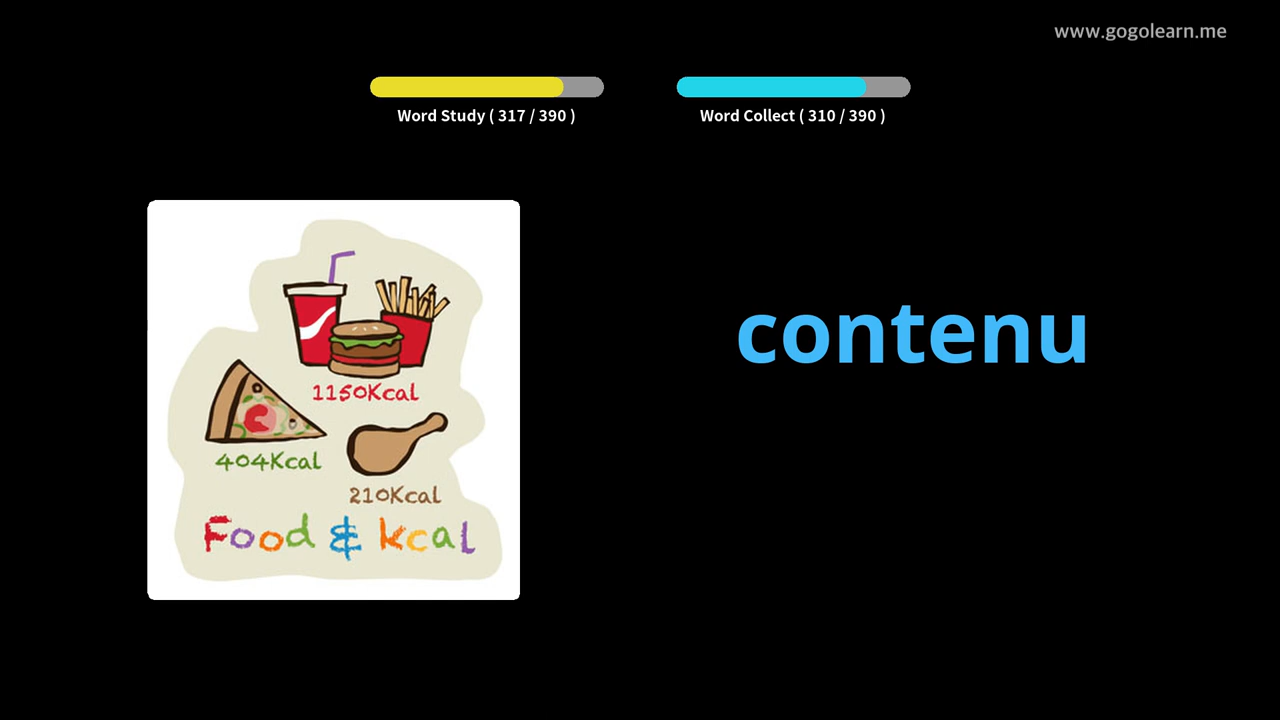 www.gogolearn.me
Word Study ( 317 / 390 )
Word Collect ( 310 / 390 )
contenu
1150Kcal
404Kcal
210Kcal
Food & kcal